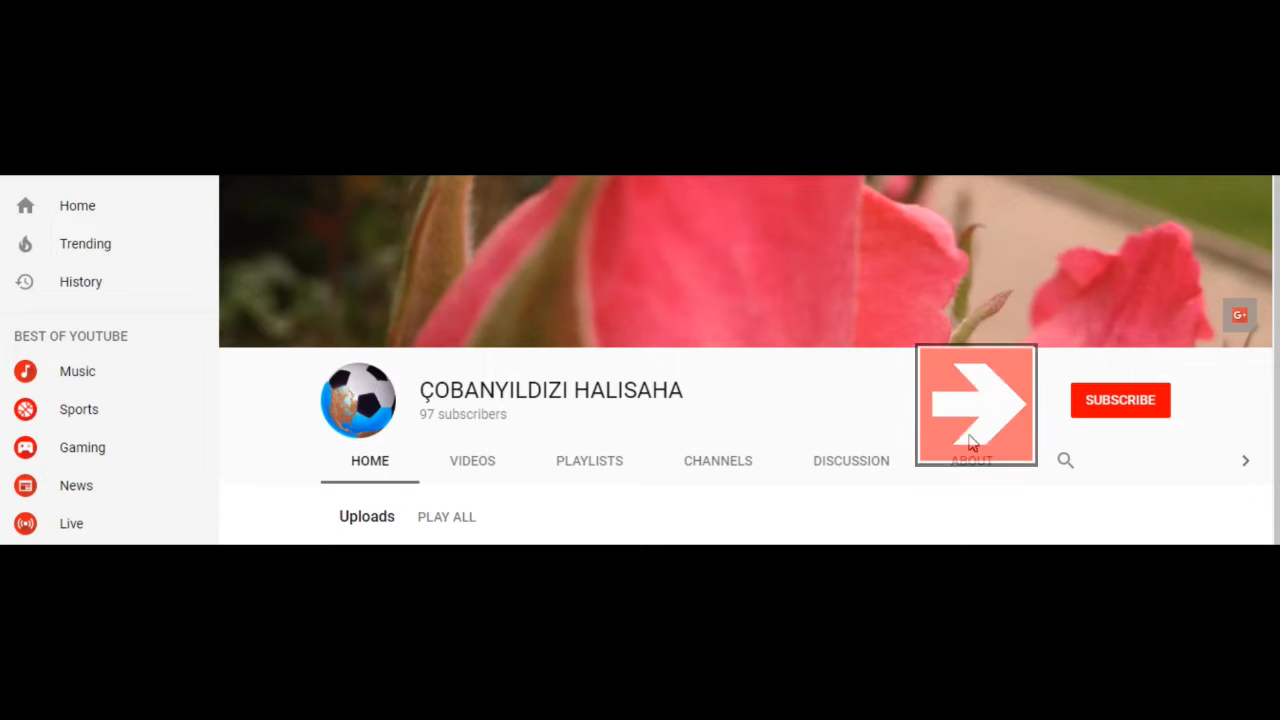 Home
Trending
History
BEST OF YOUTUBE
Music
Sports
Gaming
News
Live
G+
ÇOBANYILDIZI HALISAHA
97 subscribers
SUBSCRIBE
HOME VIDEOS PLAYLISTS CHANNELS DISCUSSION ABOUT
Uploads PLAY ALL